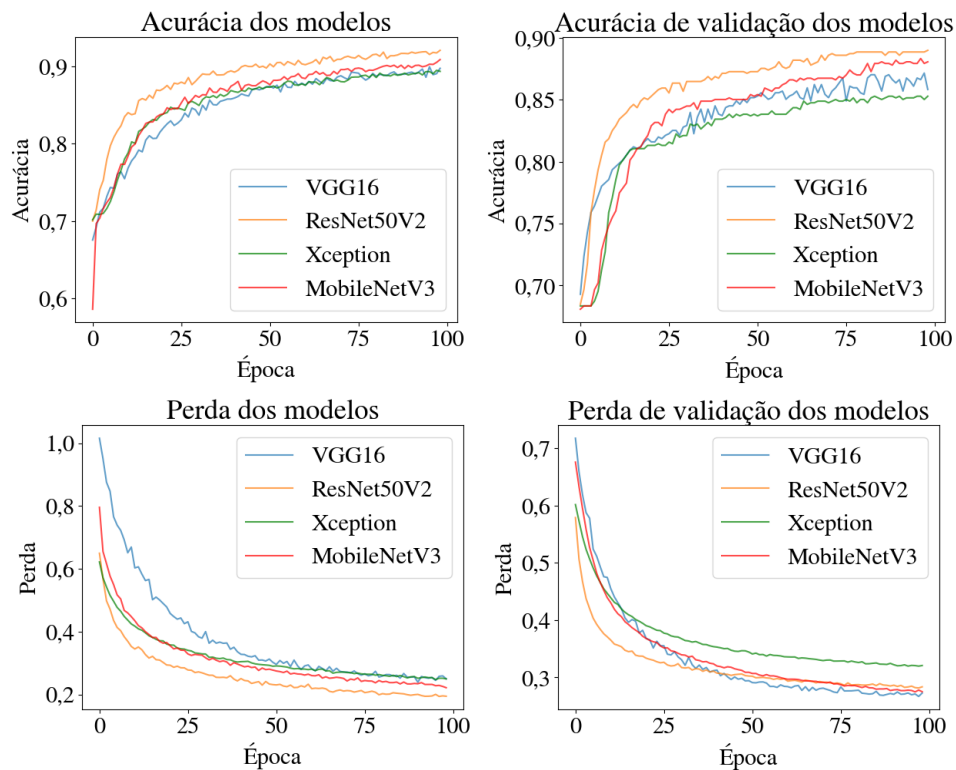 Acurácia dos modelos
Acurácia
0,9
0,8
0,7
0,6
VGG16
ResNet50V2
Xception
MobileNetV3
0
25
50
75
100
Época
Acurácia de validação dos modelos
Acurácia
0,90
0,85
0,80
0,75
0,70
VGG16
ResNet50V2
Xception
MobileNetV3
0
25
50
75
100
Época
Perda dos modelos
Perda
1,0
0,8
0,6
0,4
0,2
VGG16
ResNet50V2
Xception
MobileNetV3
0
25
50
75
100
Época
Perda de validação dos modelos
Perda
0,7
0,6
0,5
0,4
0,3
VGG16
ResNet50V2
Xception
MobileNetV3
0
25
50
75
100
Época